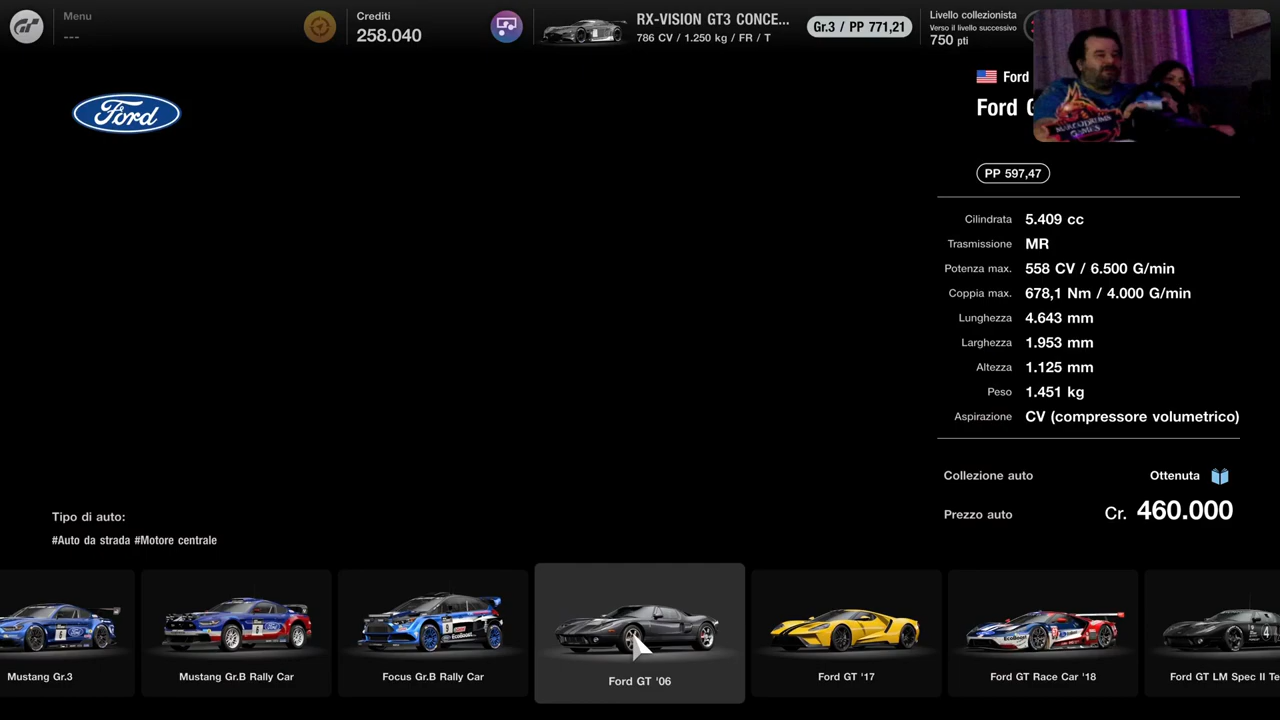 Menu
---
Crediti
258.040
RX-VISION GT3 CONCE...
786 CV / 1.250 kg / FR / T
Gr.3 / PP 771,21
Livello collezionista
Verso il livello successivo
750 pti
Ford
Ford
Ford G
PP 597,47
Cilindrata 5.409 cc
Trasmissione MR
Potenza max. 558 CV / 6.500 G/min
Coppia max. 678,1 Nm / 4.000 G/min
Lunghezza 4.643 mm
Larghezza 1.953 mm
Altezza 1.125 mm
Peso 1.451 kg
Aspirazione CV (compressore volumetrico)
Collezione auto Ottenuta
Prezzo auto Cr. 460.000
Tipo di auto:
#Auto da strada #Motore centrale
Mustang Gr.3
Mustang Gr.B Rally Car
Focus Gr.B Rally Car
Ford GT '06
Ford GT '17
Ford GT Race Car '18
Ford GT LM Spec II Te